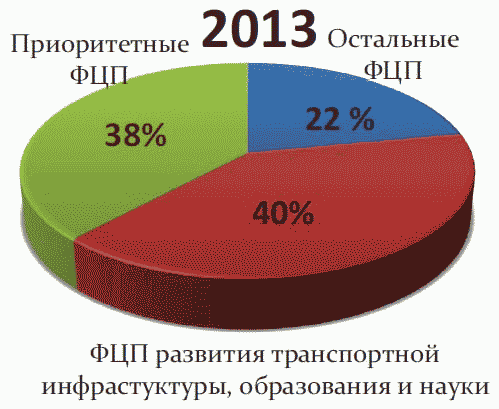 2013
Приоритетные
ФЦП
Остальные
ФЦП
22 %
38%
40%
ФЦП развития транспортной
инфрастуктуры, образования и науки